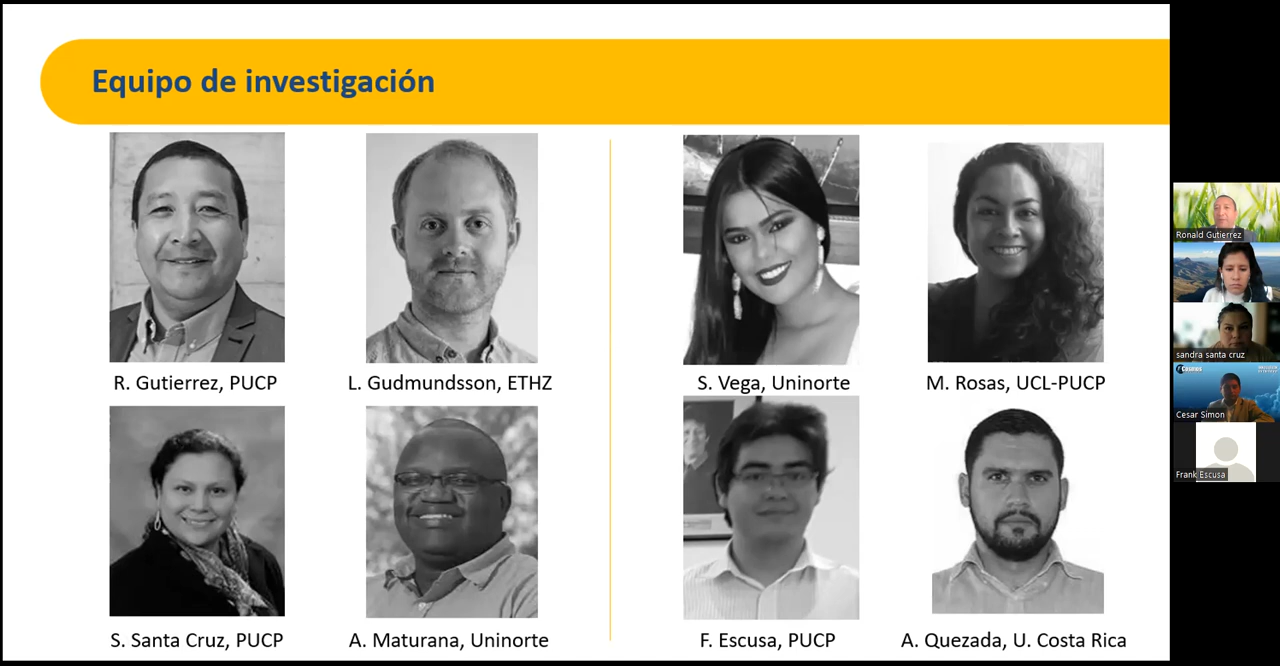 Equipo de investigación
R. Gutierrez, PUCP
L. Gudmundsson, ETHZ
S. Vega, Uninorte
M. Rosas, UCL-PUCP
S. Santa Cruz, PUCP
A. Maturana, Uninorte
F. Escusa, PUCP
A. Quezada, U. Costa Rica
Ronald Gutierrez
sandra santa cruz
Cesar Simon
Frank Escusa